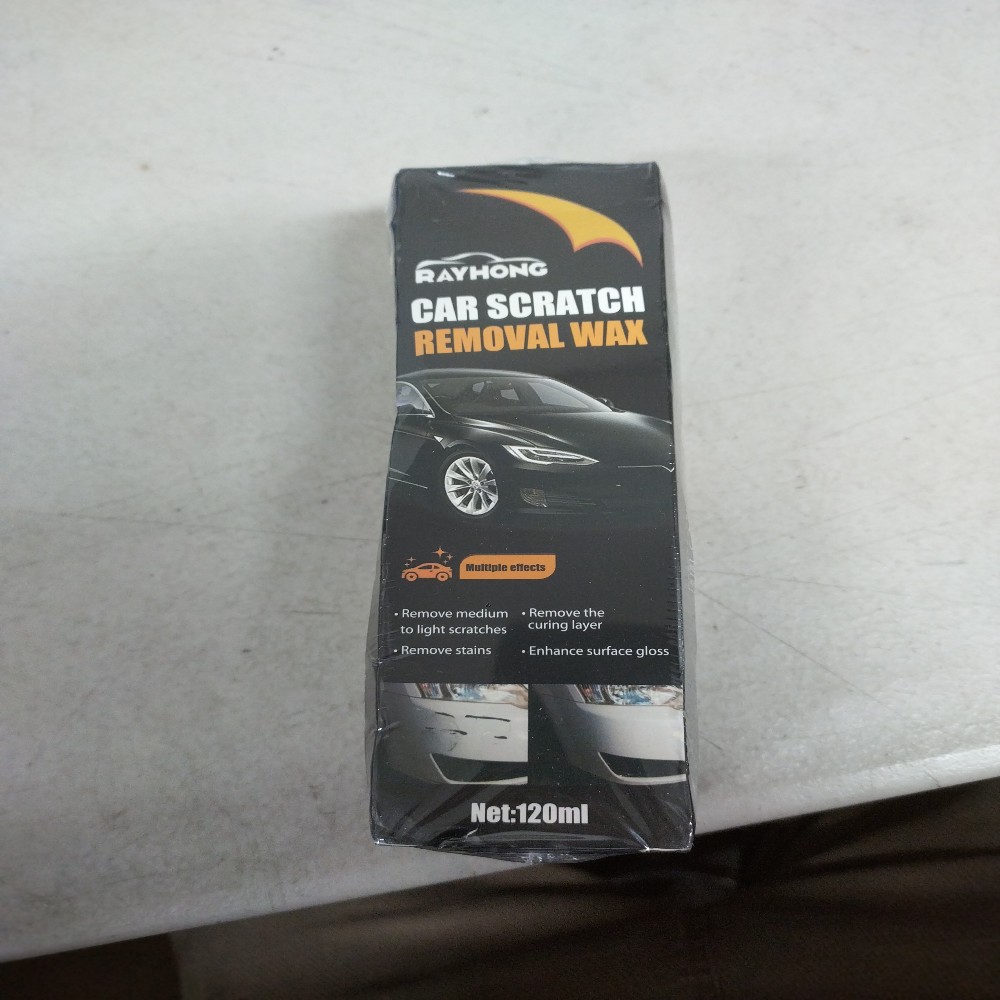 RAYHONG
CAR SCRATCH
REMOVAL WAX
Multiple effects
• Remove medium
to light scratches
• Remove stains
• Remove the
curing layer
• Enhance surface gloss
Net:120ml